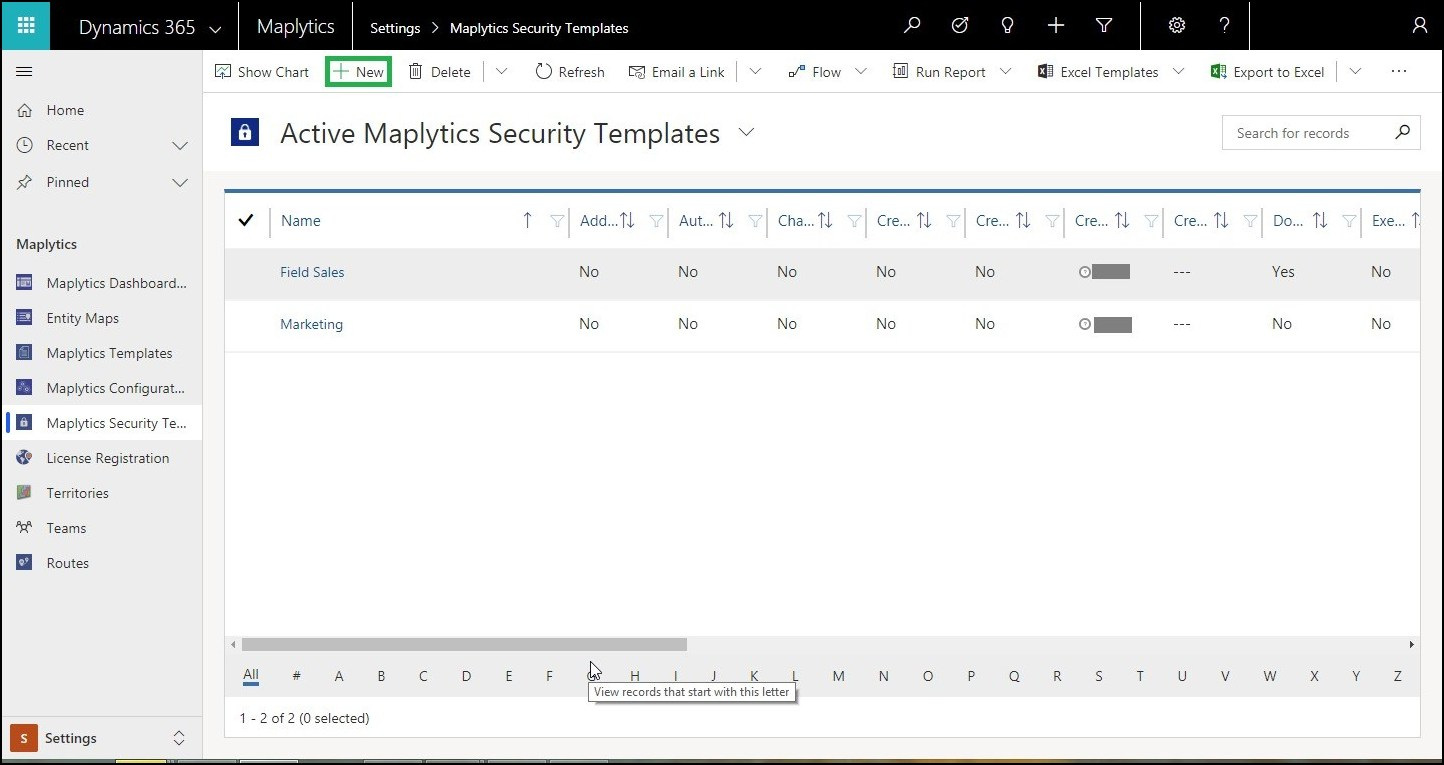 Dynamics 365 Maplytics Settings > Maplytics Security Templates
Show Chart + New Delete Refresh Email a Link Flow Run Report Excel Templates Export to Excel ...
Home
Recent
Pinned
Maplytics
Maplytics Dashboard...
Entity Maps
Maplytics Templates
Maplytics Configurat...
Maplytics Security Te...
License Registration
Territories
Teams
Routes
S Settings
Active Maplytics Security Templates
Search for records
Name Add... Aut... Cha... Cre... Cre... Cre... Cre... Do... Exe...
Field Sales No No No No No --- Yes No
Marketing No No No No No --- No No
All # A B C D E F G H I J K L M N O P Q R S T U V W X Y Z
View records that start with this letter
1 - 2 of 2 (0 selected)